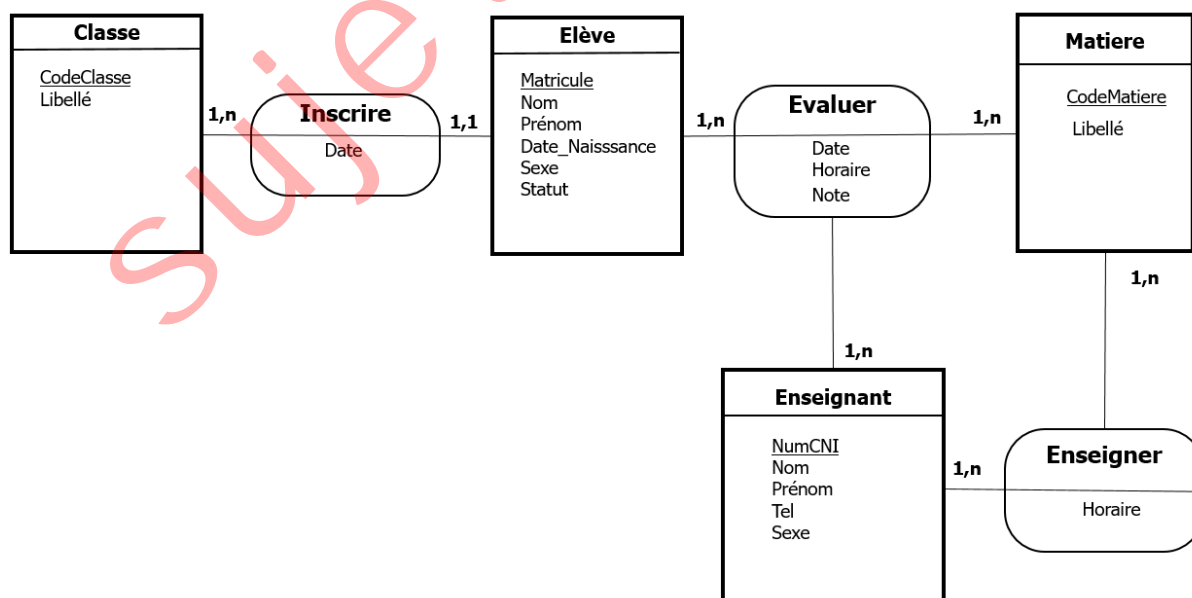 Classe
CodeClasse
Libellé
1,n
Inscrire
Date
1,1
Elève
Matricule
Nom
Prénom
Date_Naisssance
Sexe
Statut
1,n
Evaluer
Date
Horaire
Note
1,n
Matiere
CodeMatiere
Libellé
1,n
1,n
Enseignant
NumCNI
Nom
Prénom
Tel
Sexe
1,n
Enseigner
Horaire
suje